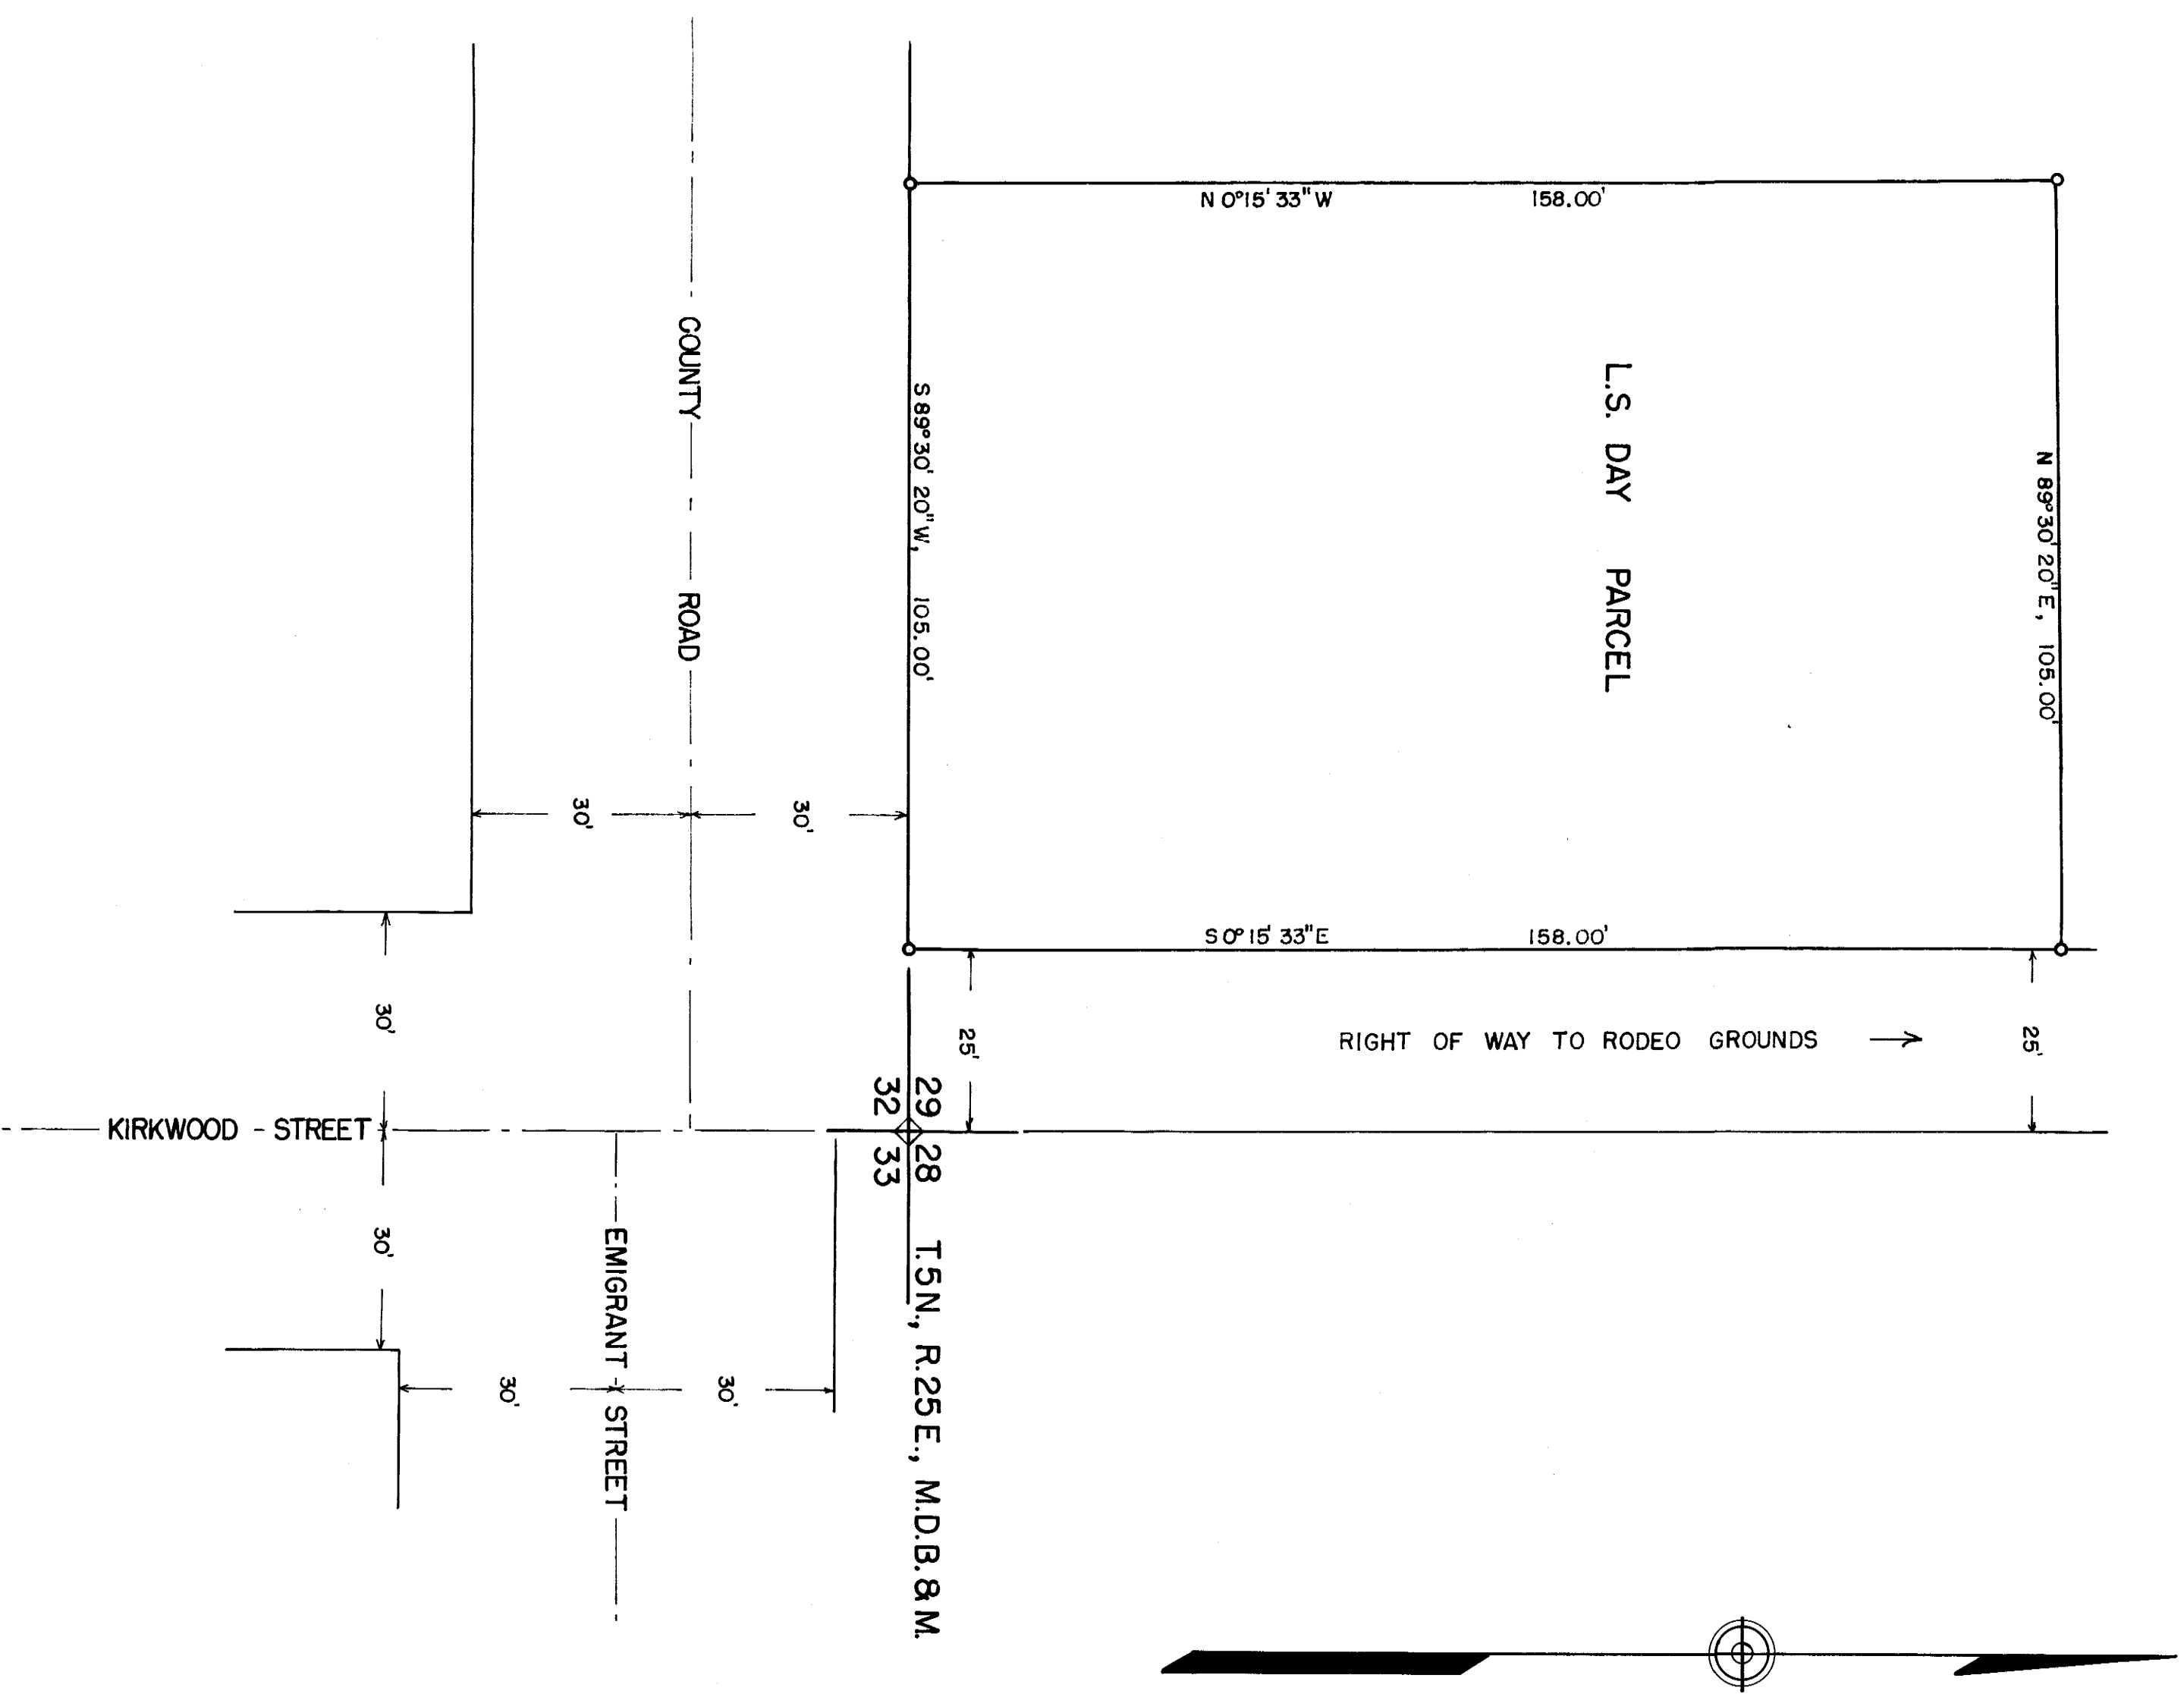 N 0°15' 33" W 158.00'
COUNTY ROAD
S 89°30' 20" W, 105.00'
L.S. DAY PARCEL
N 89°30' 20" E, 105.00'
30'
30'
S 0° 15' 33" E 158.00'
30'
25'
RIGHT OF WAY TO RODEO GROUNDS
25'
29
32
KIRKWOOD - STREET
28
33
T.5N., R.25E., M.D.B.&M.
30'
EMIGRANT - STREET
30'
30'